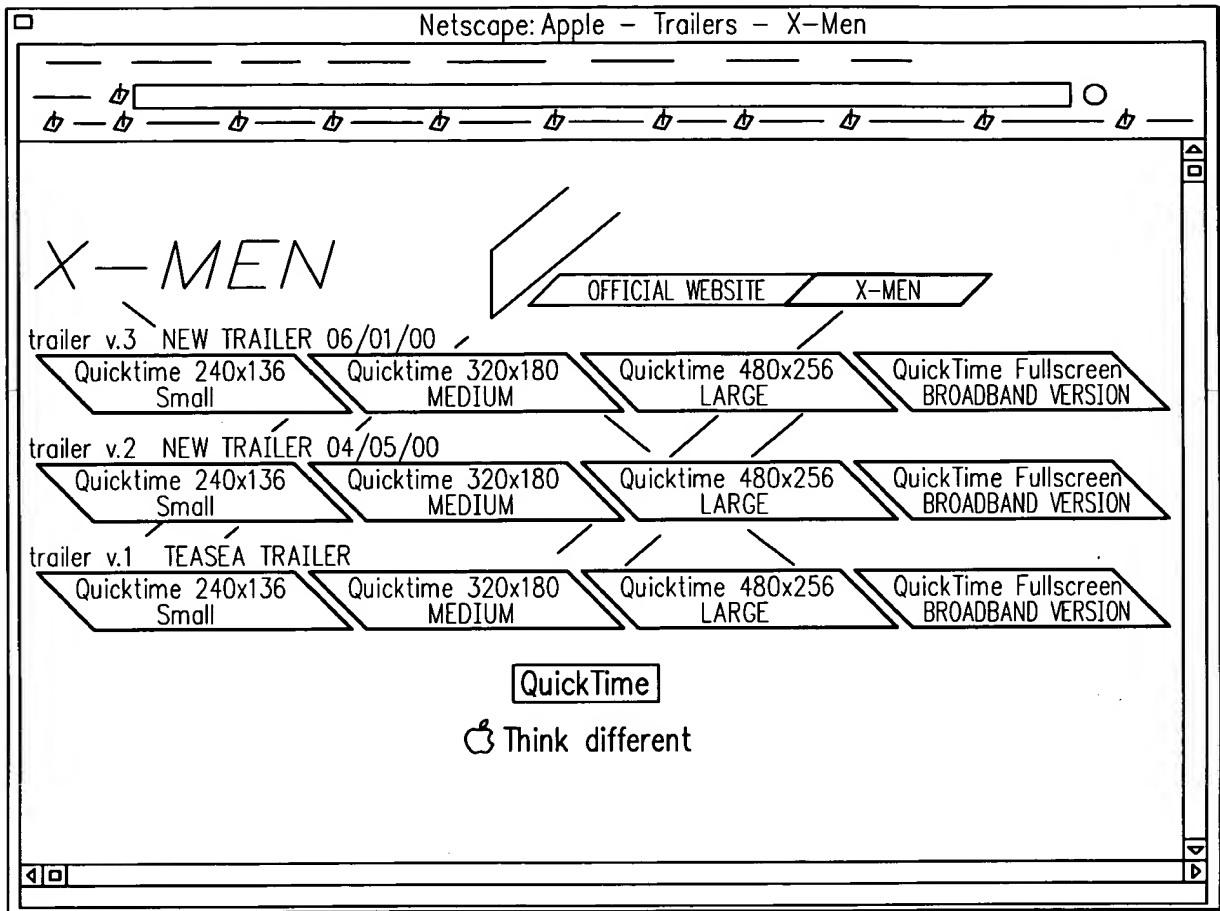 Netscape: Apple – Trailers – X-Men
X-MEN
OFFICIAL WEBSITE X-MEN
trailer v.3 NEW TRAILER 06/01/00
Quicktime 240x136 Quicktime 320x180 Quicktime 480x256 QuickTime Fullscreen
Small MEDIUM LARGE BROADBAND VERSION
trailer v.2 NEW TRAILER 04/05/00
Quicktime 240x136 Quicktime 320x180 Quicktime 480x256 QuickTime Fullscreen
Small MEDIUM LARGE BROADBAND VERSION
trailer v.1 TEASEA TRAILER
Quicktime 240x136 Quicktime 320x180 Quicktime 480x256 QuickTime Fullscreen
Small MEDIUM LARGE BROADBAND VERSION
QuickTime
Think different